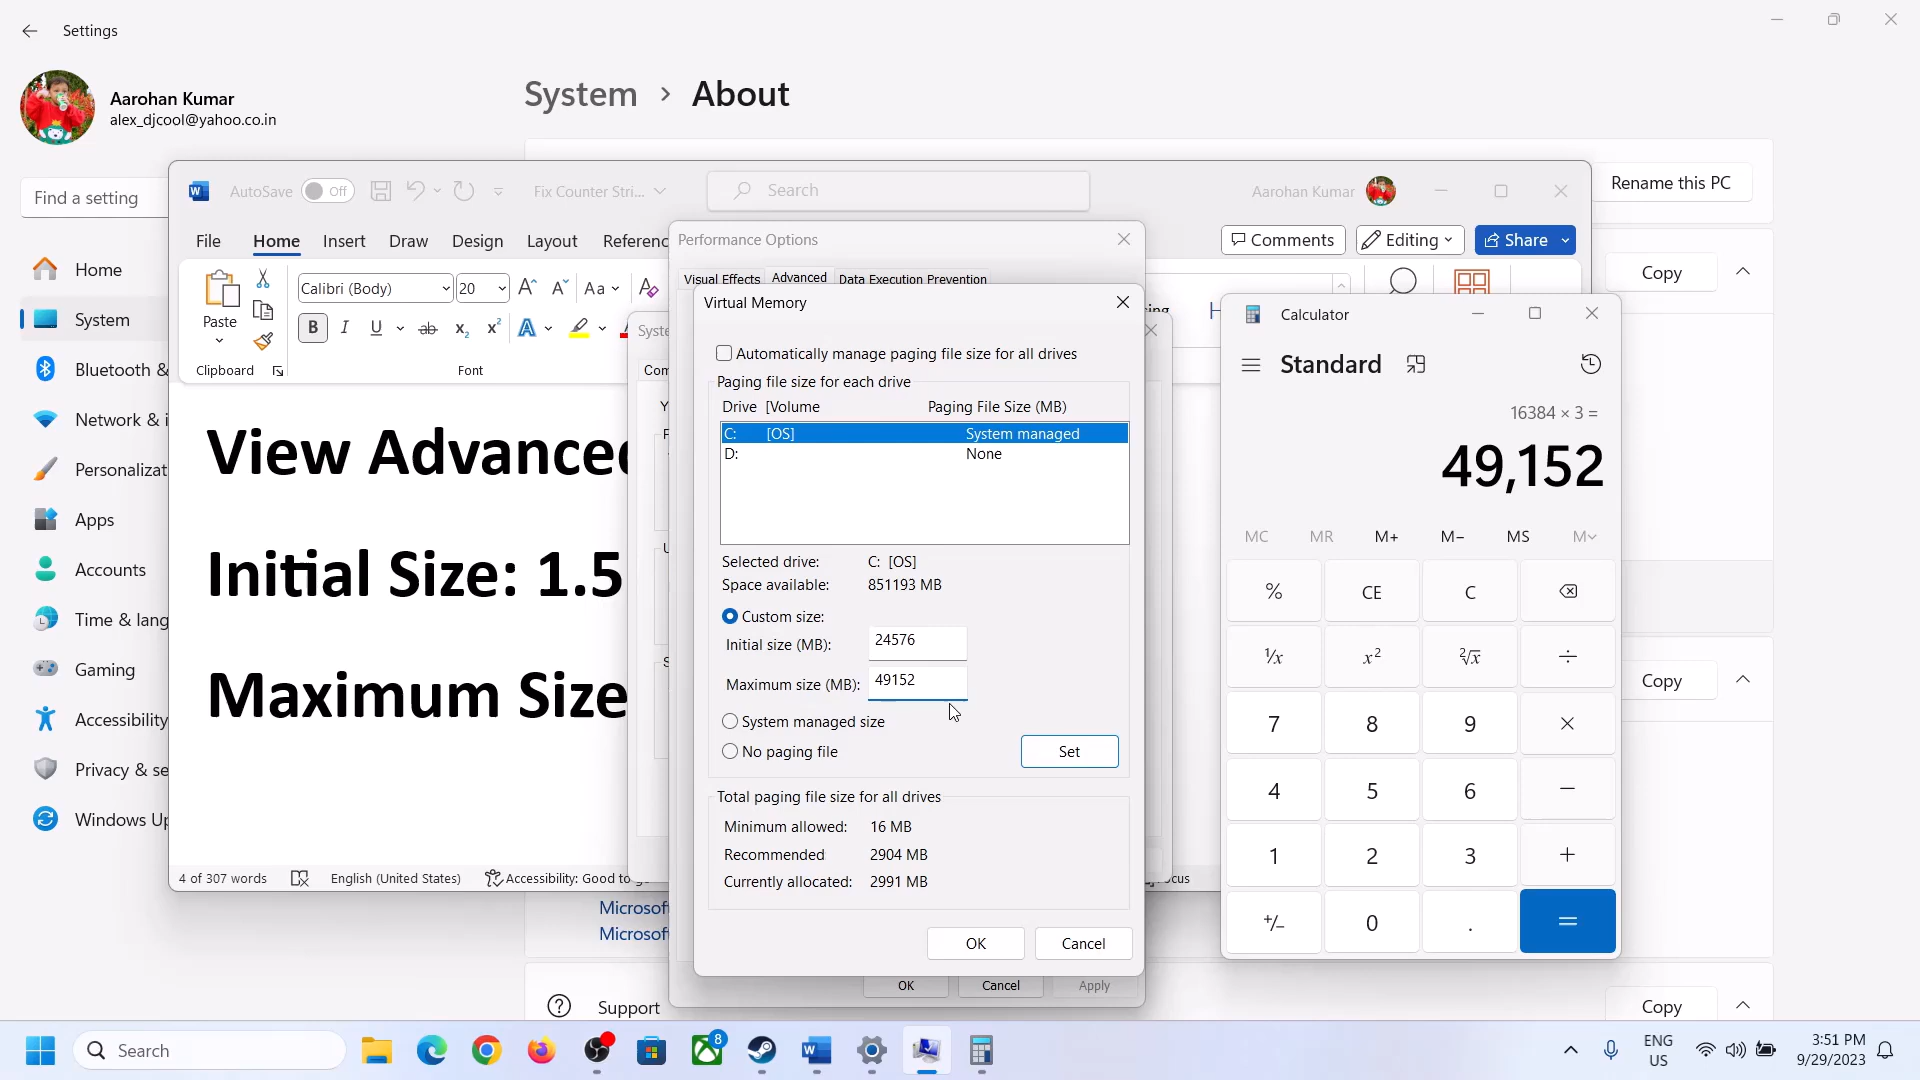 Settings
Aarohan Kumar
alex_djcool@yahoo.co.in
Find a setting
Home
System
Bluetooth &
Network & i
Personalizat
Apps
Accounts
Time & lang
Gaming
Accessibility
Privacy & se
Windows Up
System > About
Rename this PC
Copy
Copy
Copy
Support
Microsof
Microsof
AutoSave Off
Fix Counter Stri...
Search
Aarohan Kumar
File Home Insert Draw Design Layout Referenc
Comments Editing Share
Paste
Clipboard
Calibri (Body) 20
Font
View Advanced
Initial Size: 1.5
Maximum Size
4 of 307 words
English (United States)
Accessibility: Good to g
Performance Options
Visual Effects Advanced Data Execution Prevention
OK Cancel Apply
Syste
Com
Virtual Memory
Automatically manage paging file size for all drives
Paging file size for each drive
Drive [Volume Paging File Size (MB)
C: [OS] System managed
D: None
Selected drive: C: [OS]
Space available: 851193 MB
Custom size:
Initial size (MB): 24576
Maximum size (MB): 49152
System managed size
No paging file
Set
Total paging file size for all drives
Minimum allowed: 16 MB
Recommended 2904 MB
Currently allocated: 2991 MB
OK Cancel
Calculator
Standard
16384 × 3 =
49,152
MC MR M+ M− MS M
% CE C
¹⁄x x² ²√x ÷
7 8 9 ×
4 5 6 −
1 2 3 +
+/− 0 . =
Search
8
ENG
US
3:51 PM
9/29/2023